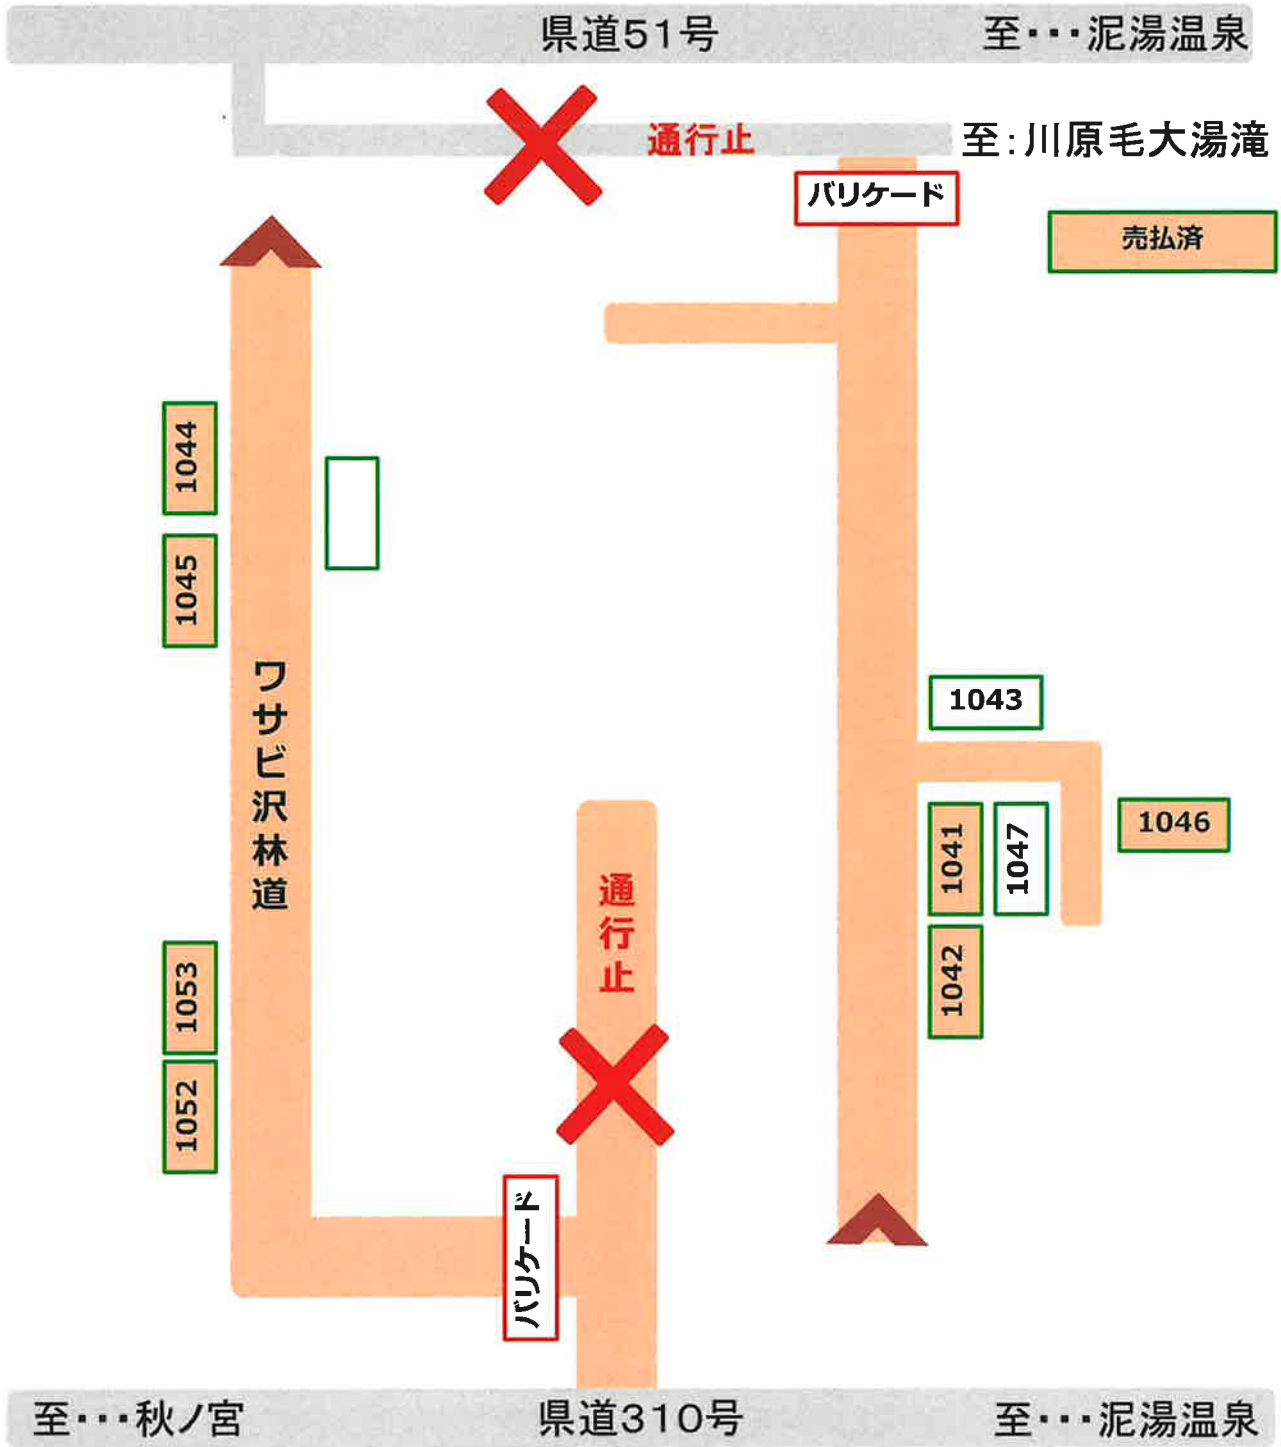 県道51号
至・・・泥湯温泉
通行止
至:川原毛大湯滝
バリケード
売払済
1044
1045
ワサビ沢林道
1043
1046
1041
1047
1042
通行止
1053
1052
バリケード
至・・・秋ノ宮
県道310号
至・・・泥湯温泉